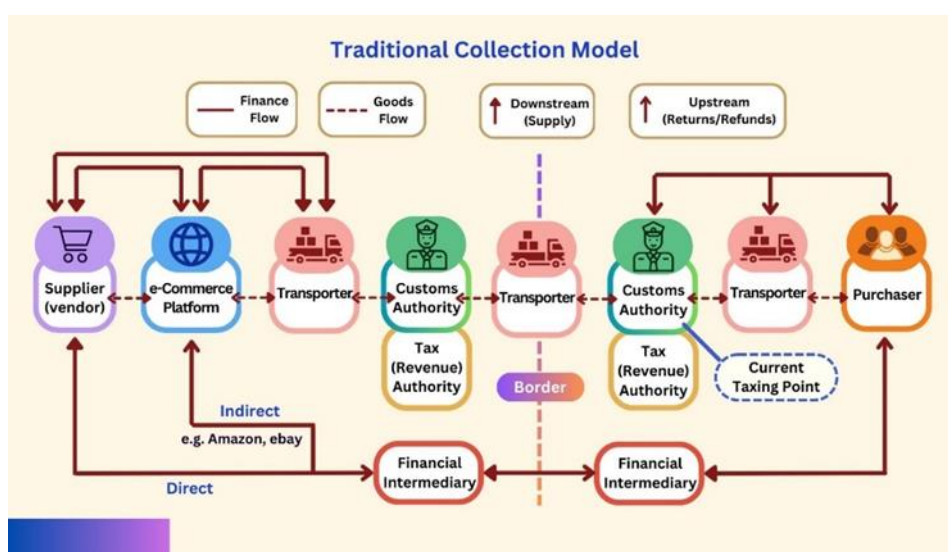 Traditional Collection Model
Finance
Flow
Goods
Flow
Downstream
(Supply)
Upstream
(Returns/Refunds)
Supplier
(vendor)
e-Commerce
Platform
Transporter
Customs
Authority
Transporter
Customs
Authority
Transporter
Purchaser
Tax
(Revenue)
Authority
Border
Tax
(Revenue)
Authority
Current
Taxing Point
Indirect
e.g. Amazon, ebay
Direct
Financial
Intermediary
Financial
Intermediary